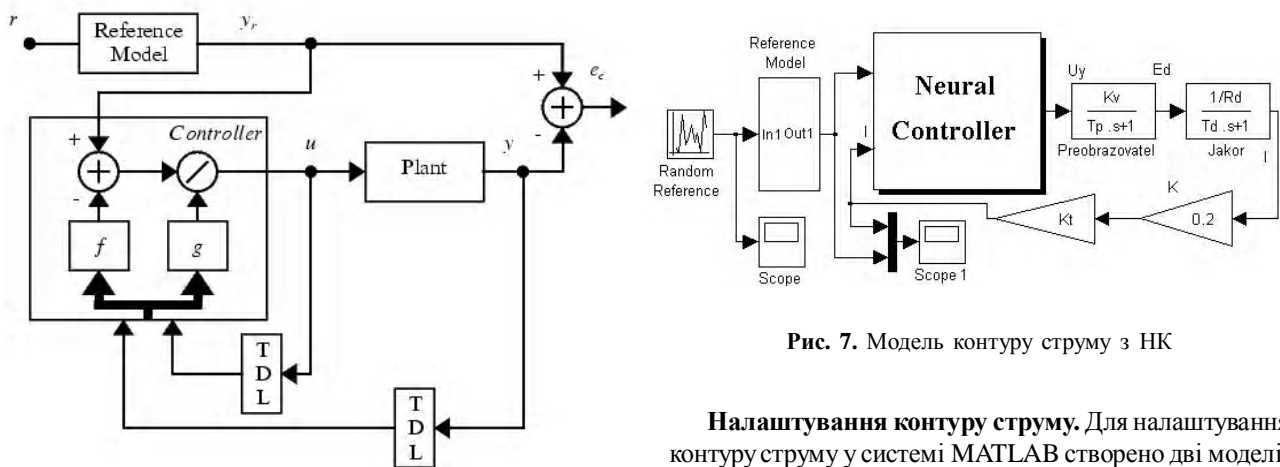 r
Reference
Model
y_r
+
e_c
+
-
Controller
+
+
-
u
Plant
y
f
g
T
D
L
T
D
L
Reference
Model
Random
Reference
In1 Out1
I
Neural
Controller
Uy
Kv
Tp .s+1
Preobrazovatel
Ed
1/Rd
Td .s+1
Jakor
I
K
0.2
Kt
Scope
Scope 1
Рис. 7. Модель контуру струму з НК
Налаштування контуру струму. Для налаштування
контуру струму у системі MATLAB створено дві моделі